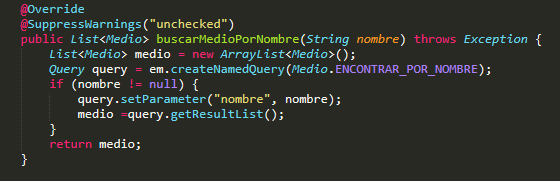 @Override
@SuppressWarnings("unchecked")
public List<Medio> buscarMedioPorNombre(String nombre) throws Exception {
List<Medio> medio = new ArrayList<Medio>();
Query query = em.createNamedQuery(Medio.ENCONTRAR_POR_NOMBRE);
if (nombre != null) {
query.setParameter("nombre", nombre);
medio =query.getResultList();
}
return medio;
}